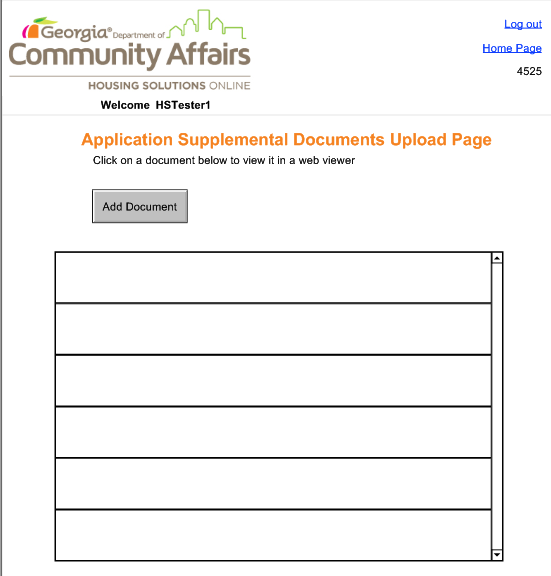 Georgia® Department of
Community Affairs
HOUSING SOLUTIONS ONLINE
Welcome HSTester1
Log out
Home Page
4525
Application Supplemental Documents Upload Page
Click on a document below to view it in a web viewer
Add Document